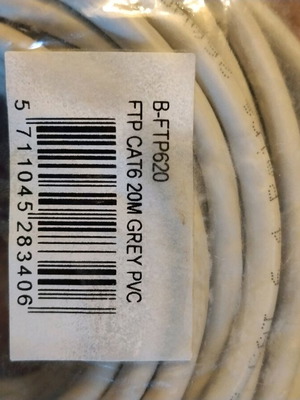 B-FTP620
FTP CAT6 20M GREY PVC
5 711045 283406